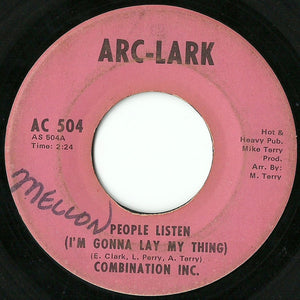 ARC-LARK
AC 504
AS 504A
Time: 2:24
Hot &
Heavy Pub.
Mike Terry
Prod.
Arr. By:
M. Terry
MELLON
PEOPLE LISTEN
(I'M GONNA LAY MY THING)
(E. Clark, L. Perry, A. Terry)
COMBINATION INC.